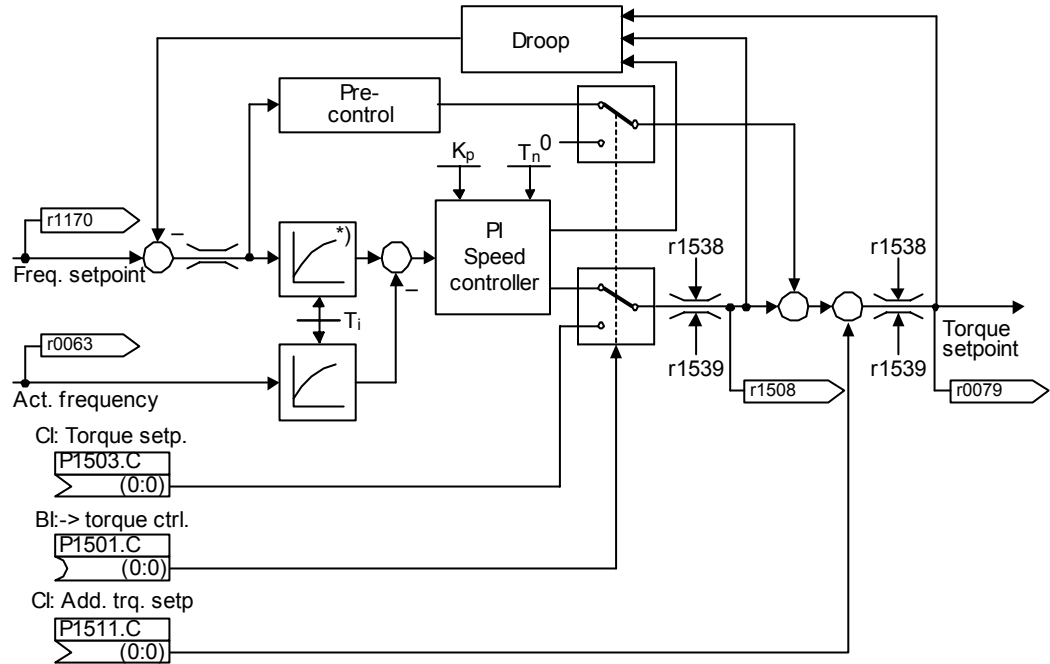 Droop
Pre-
control
Kp
Tn
0
r1170
Freq. setpoint
*)
PI
Speed
controller
r1538
r1538
Ti
r1539
r1539
Torque
setpoint
r0063
Act. frequency
r1508
r0079
CI: Torque setp.
P1503.C
(0:0)
BI:-> torque ctrl.
P1501.C
(0:0)
CI: Add. trq. setp
P1511.C
(0:0)